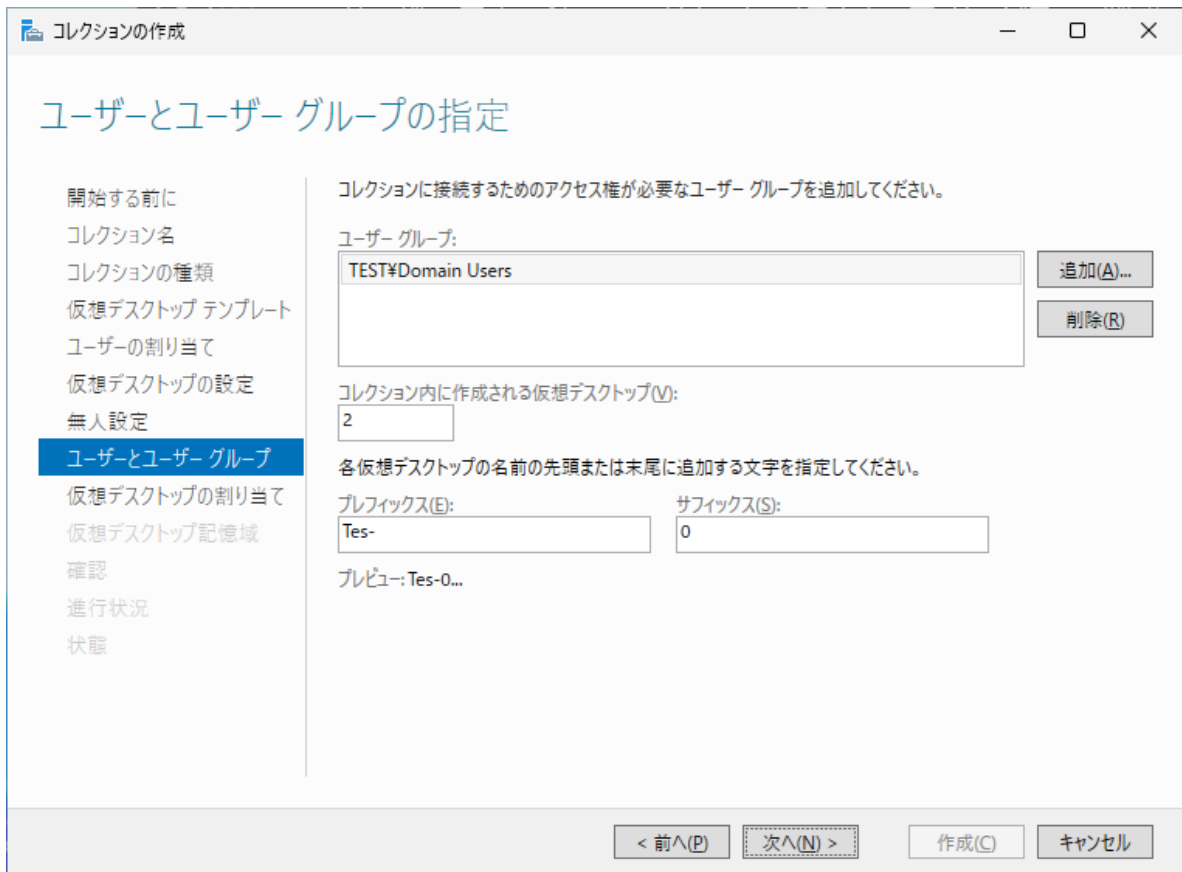 コレクションの作成
ユーザーとユーザー グループの指定
開始する前に
コレクション名
コレクションの種類
仮想デスクトップ テンプレート
ユーザーの割り当て
仮想デスクトップの設定
無人設定
ユーザーとユーザー グループ
仮想デスクトップの割り当て
仮想デスクトップ記憶域
確認
進行状況
状態
コレクションに接続するためのアクセス権が必要なユーザー グループを追加してください。
ユーザー グループ:
TEST¥Domain Users
追加(A)...
削除(R)
コレクション内に作成される仮想デスクトップ(V):
2
各仮想デスクトップの名前の先頭または末尾に追加する文字を指定してください。
プレフィックス(E): サフィックス(S):
Tes- 0
プレビュー: Tes-0...
< 前へ(P) 次へ(N) > 作成(C) キャンセル